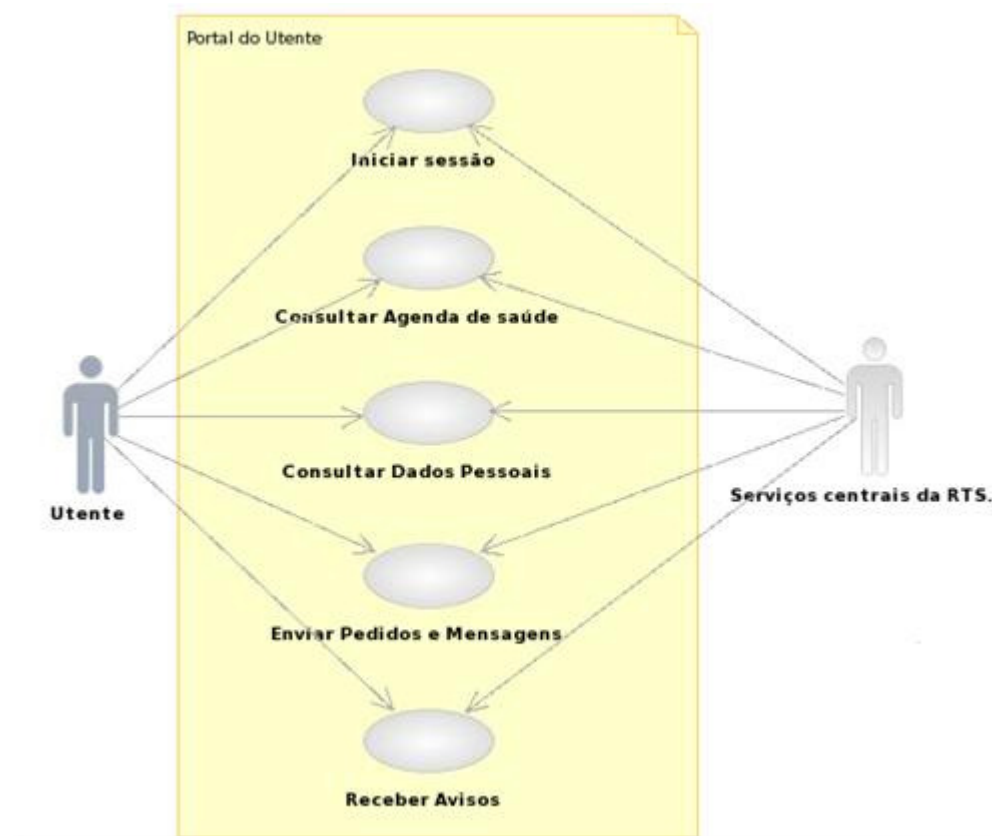 Portal do Utente
Iniciar sessão
Consultar Agenda de saúde
Consultar Dados Pessoais
Utente
Serviços centrais da RTS.
Enviar Pedidos e Mensagens
Receber Avisos